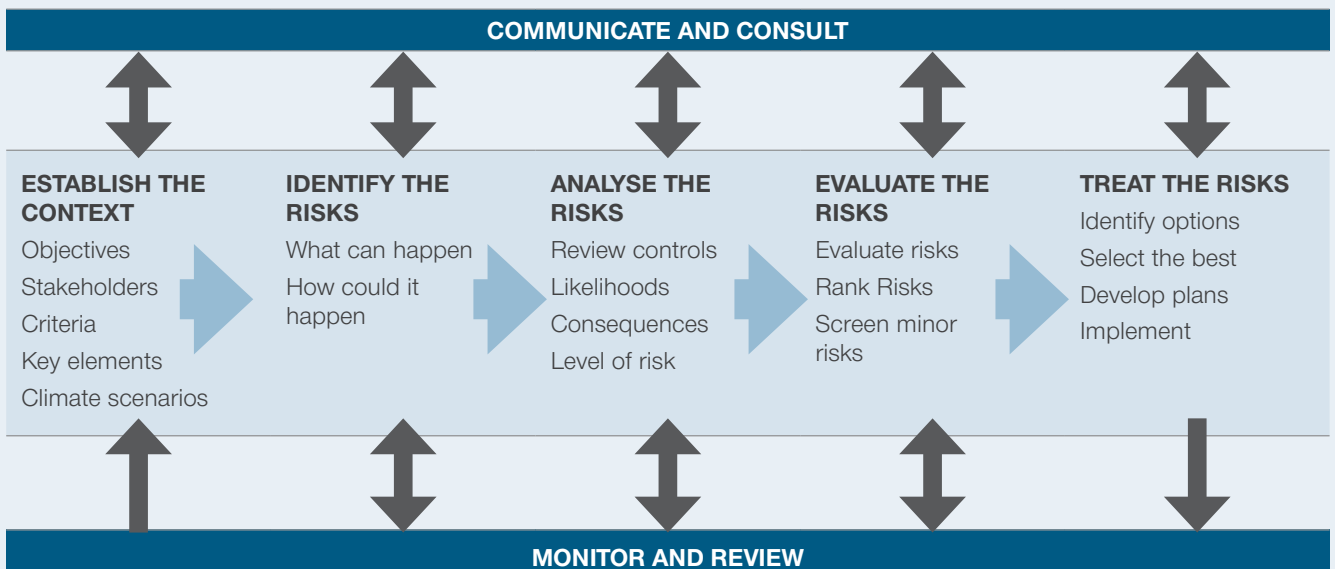 COMMUNICATE AND CONSULT
ESTABLISH THE
CONTEXT
Objectives
Stakeholders
Criteria
Key elements
Climate scenarios
IDENTIFY THE
RISKS
What can happen
How could it
happen
ANALYSE THE
RISKS
Review controls
Likelihoods
Consequences
Level of risk
EVALUATE THE
RISKS
Evaluate risks
Rank Risks
Screen minor
risks
TREAT THE RISKS
Identify options
Select the best
Develop plans
Implement
MONITOR AND REVIEW